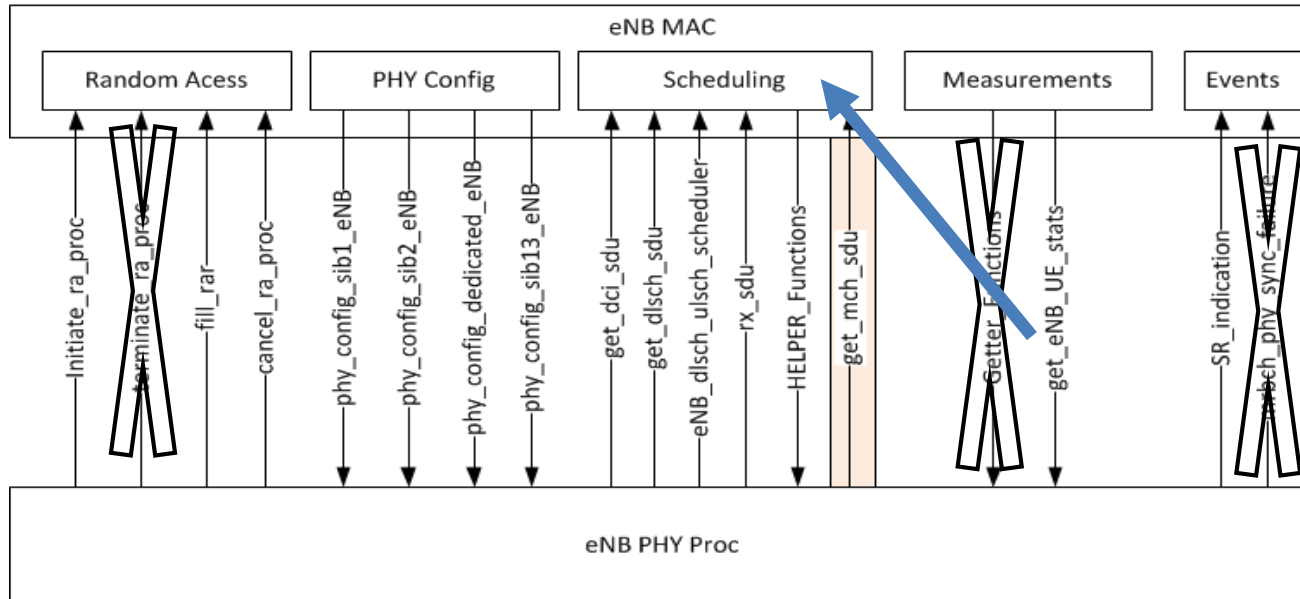 eNB MAC
Random Acess
PHY Config
Scheduling
Measurements
Events
Initiate_ra_proc
terminate_ra_proc
fill_rar
cancel_ra_proc
phy_config_sib1_eNB
phy_config_sib2_eNB
phy_config_dedicated_eNB
phy_config_sib13_eNB
get_dci_sdu
get_dlsch_sdu
eNB_dlsch_ulsch_scheduler
rx_sdu
HELPER_Functions
get_mch_sdu
Getter_Functions
get_eNB_UE_stats
SR_indication
mrbch_phy_sync_failure
eNB PHY Proc